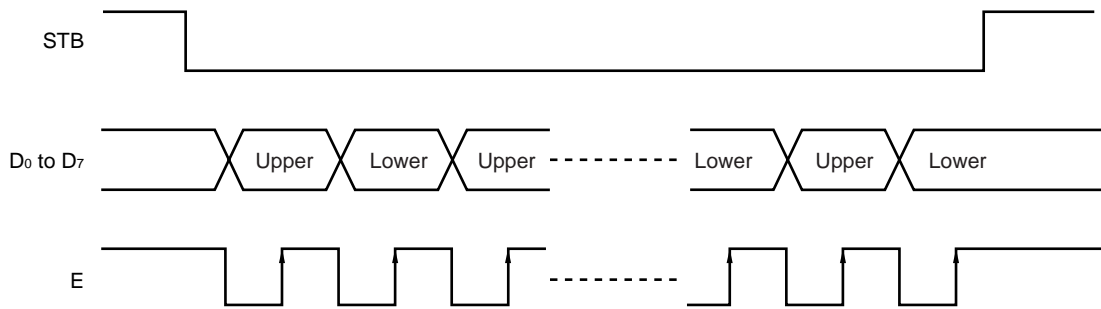 STB
D0 to D7
Upper Lower Upper Lower Upper Lower
E